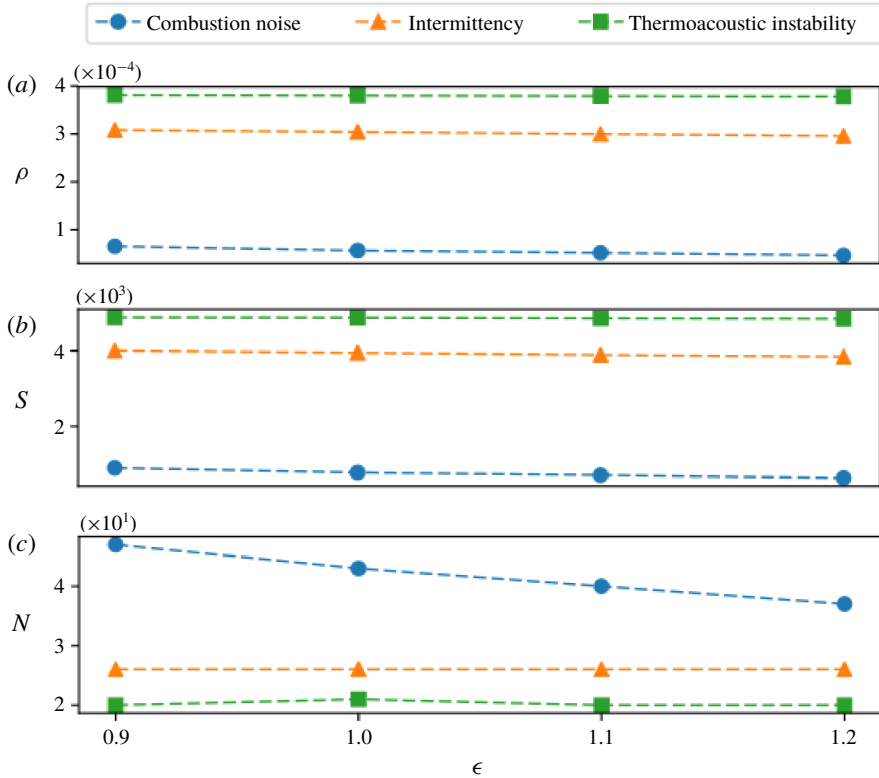 Combustion noise Intermittency Thermoacoustic instability
(a) (×10⁻⁴)
4
3
ρ
2
1
(b) (×10³)
4
S
2
(c) (×10¹)
4
N
3
2
0.9 1.0 1.1 1.2
ϵ